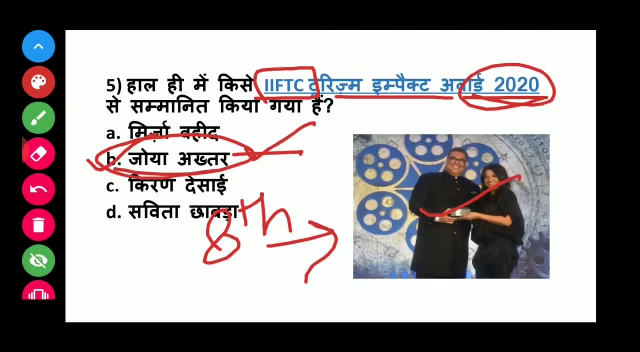 5) हाल ही में किसे IIFTC टूरिज़्म इम्पैक्ट अवार्ड 2020
से सम्मानित किया गया हैं?
a. मिर्ज़ा वहीद
b. जोया अख्तर
c. किरण देसाई
d. सविता छाबड़ा
8th